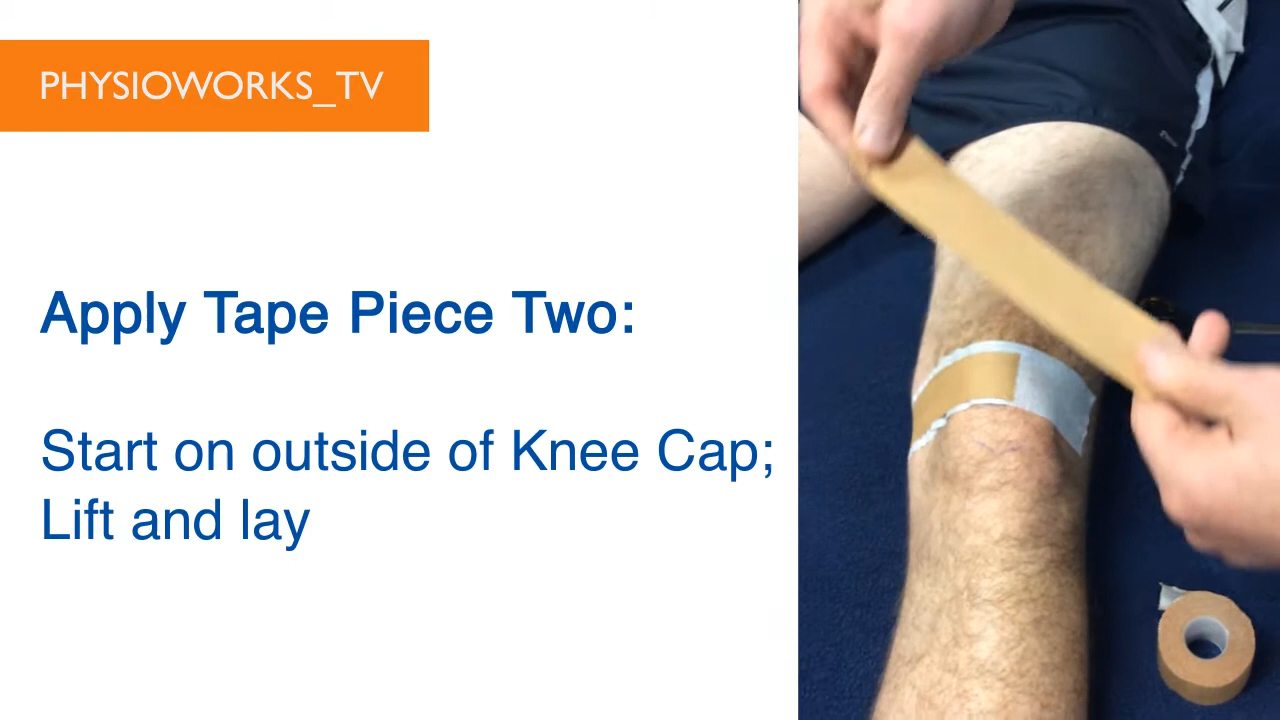 PHYSIOWORKS_TV
Apply Tape Piece Two:
Start on outside of Knee Cap;
Lift and lay